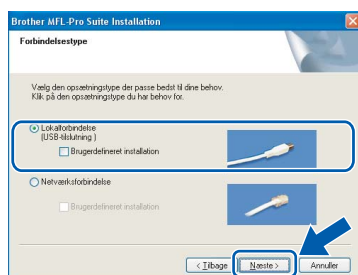 Brother MFL-Pro Suite Installation
Forbindelsestype
Vælg den opsætningstype der passe bedst til dine behov.
Klik på den opsætningstype du har behov for.
Lokalforbindelse
(USB-tilslutning )
Brugerdefineret installation
Netværksforbindelse
Brugerdefineret installation
< Tilbage
Næste >
Annuller